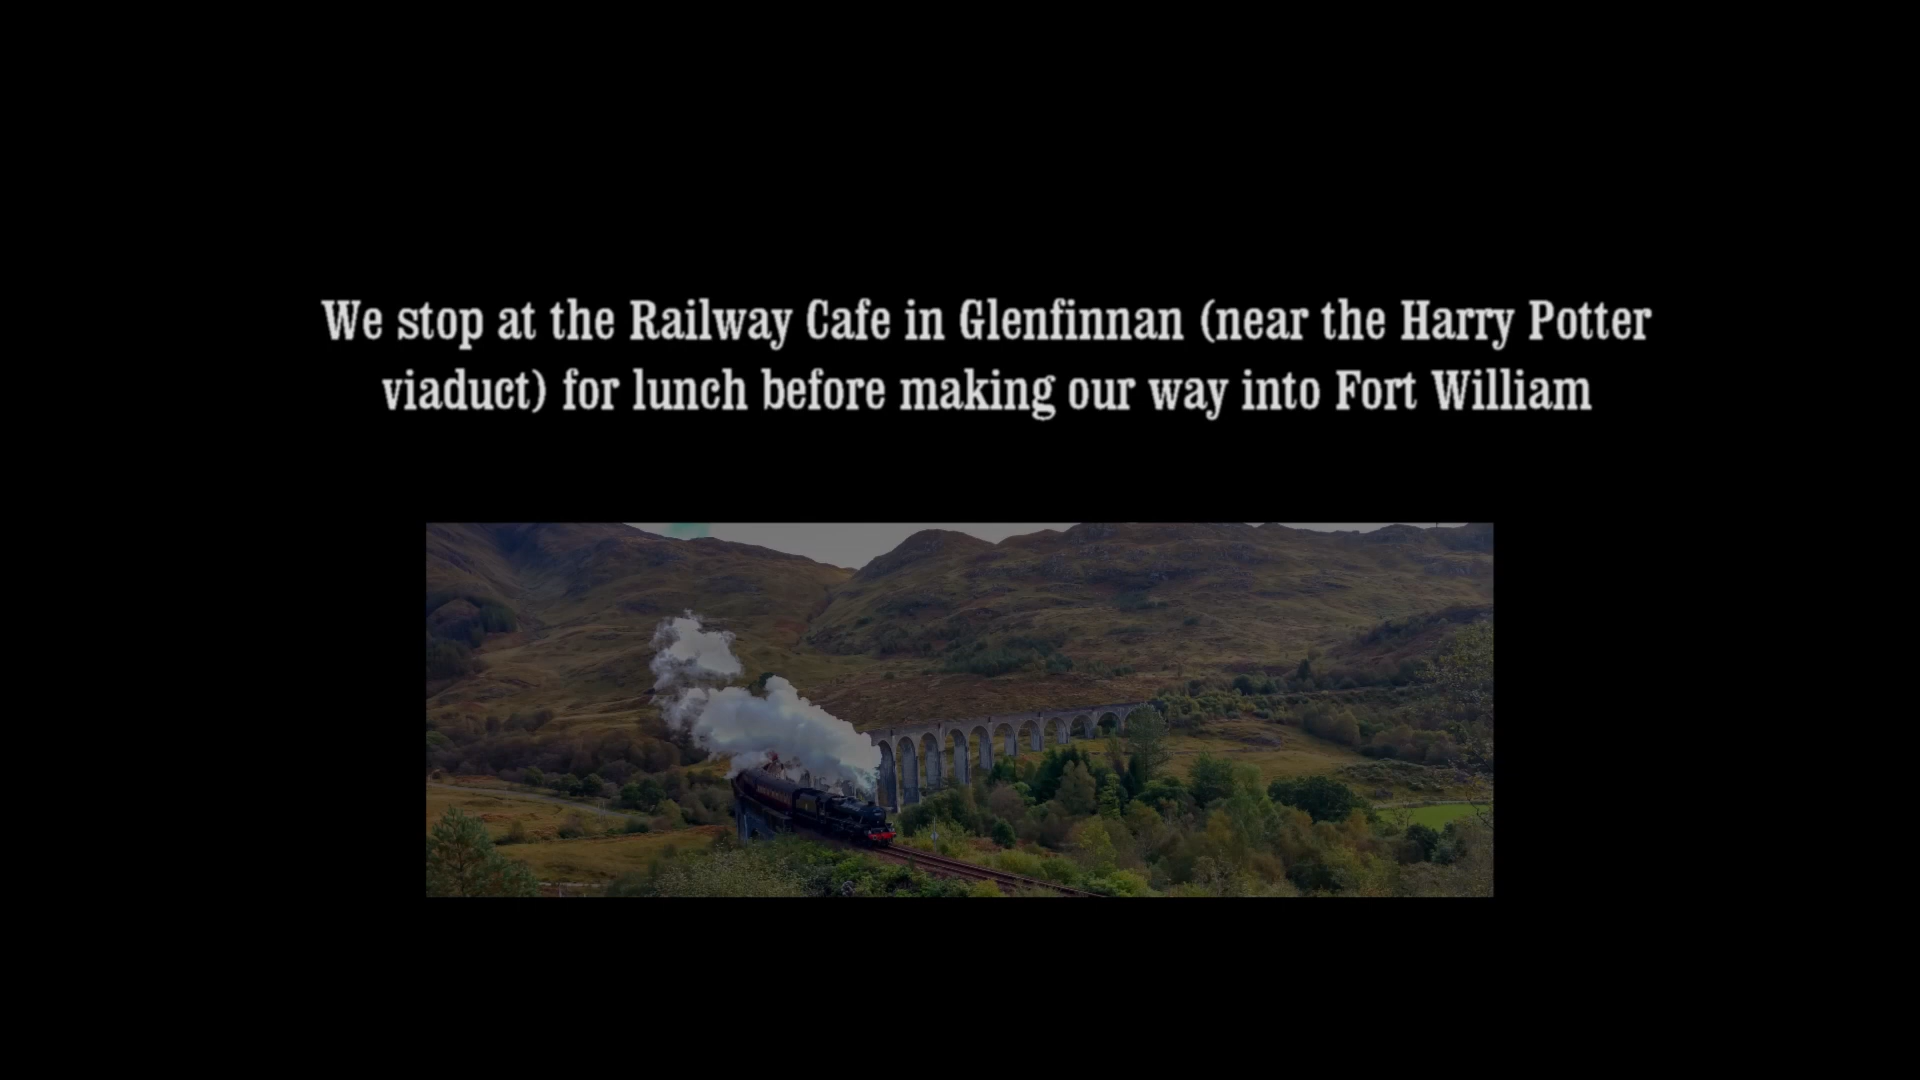 We stop at the Railway Cafe in Glenfinnan (near the Harry Potter
viaduct) for lunch before making our way into Fort William